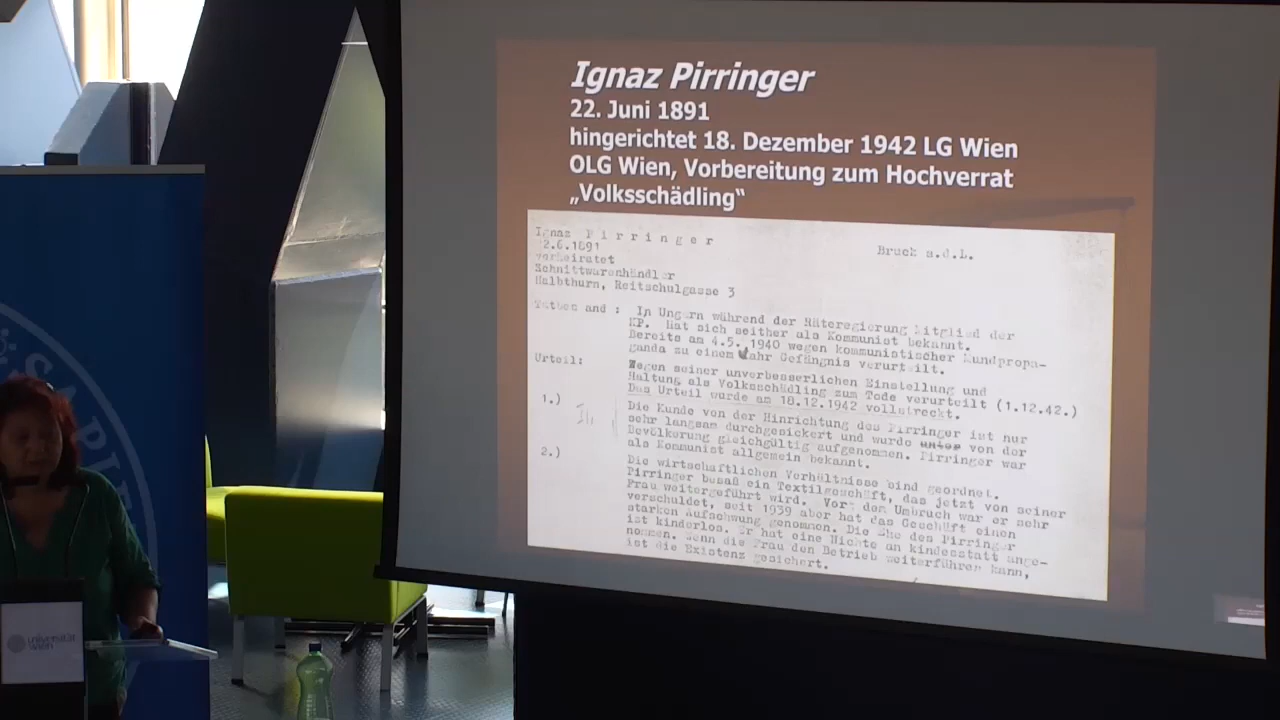 Ignaz Pirringer
22. Juni 1891
hingerichtet 18. Dezember 1942 LG Wien
OLG Wien, Vorbereitung zum Hochverrat
„Volksschädling“
Ignaz P i r r i n g e r
Bruck a.d.L.
22.6.1891
verheiratet
Schnittwarenhändler
Halbthurn, Reitschulgasse 3
In Ungarn während der Räteregierung Mitglied der
KP. Hat sich seither als Kommunist bekannt.
Bereits am 4.5. 1940 wegen kommunistischer Mundpropa-
ganda zu einem Jahr Gefängnis verurteilt.
Urteil:
Wegen seiner unverbesserlichen Einstellung und
Haltung als Volksschädling zum Tode verurteilt (1.12.42.)
Das Urteil wurde am 18.12.1942 vollstreckt.
1.)
Die Kunde von der Hinrichtung des Pirringer ist nur
sehr langsam durchgesickert und wurde unter von der
Bevölkerung gleichgültig aufgenommen. Pirringer war
als Kommunist allgemein bekannt.
2.)
Die wirtschaftlichen Verhältnisse sind geordnet.
Pirringer besaß ein Textilgeschäft, das jetzt von seiner
Frau weitergeführt wird. Vor dem Umbruch war er sehr
verschuldet, seit 1939 aber hat das Geschäft einen
starken Aufschwung genommen. Die Ehe des Pirringer
ist kinderlos. Er hat eine Nichte an kindesstatt ange-
nommen. Wenn die Frau den Betrieb weiterführen kann,
ist die Existenz gesichert.
universität
wien